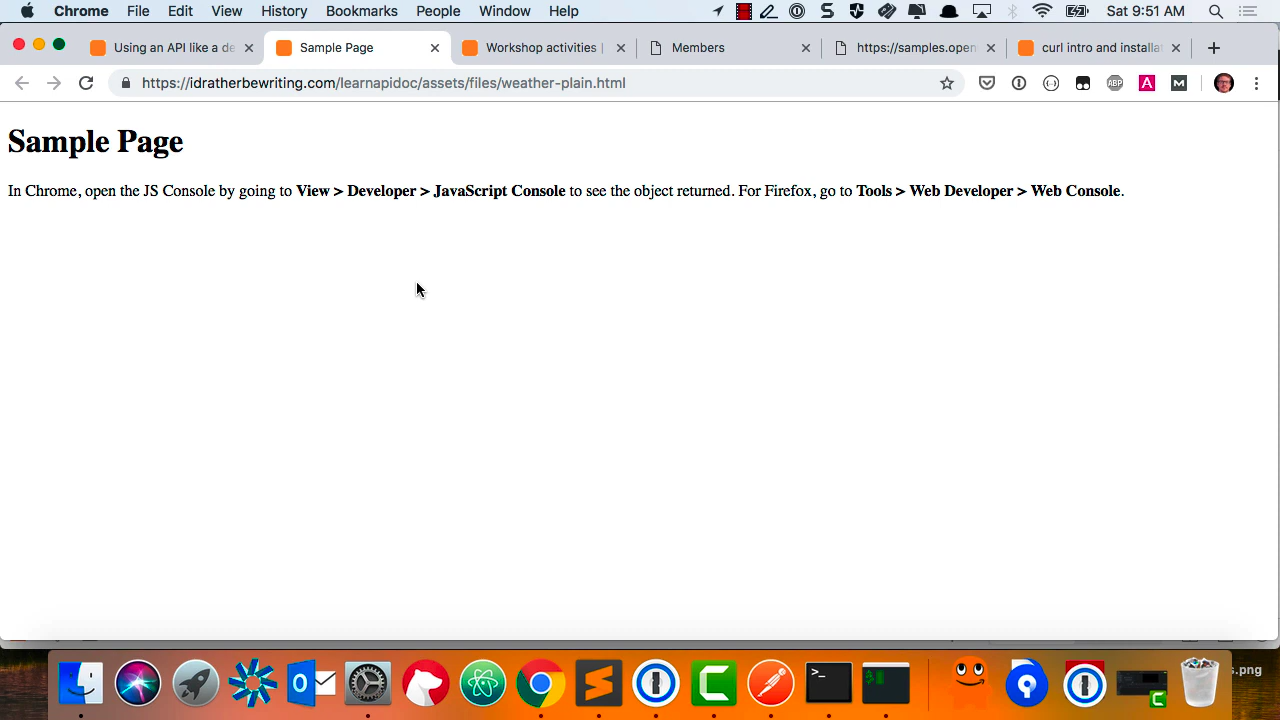 Chrome File Edit View History Bookmarks People Window Help Sat 9:51 AM
Using an API like a de
Sample Page
Workshop activities |
Members
https://samples.open
curl intro and installat
https://idratherbewriting.com/learnapidoc/assets/files/weather-plain.html
ABP
A
M
Sample Page
In Chrome, open the JS Console by going to View > Developer > JavaScript Console to see the object returned. For Firefox, go to Tools > Web Developer > Web Console.
s.png